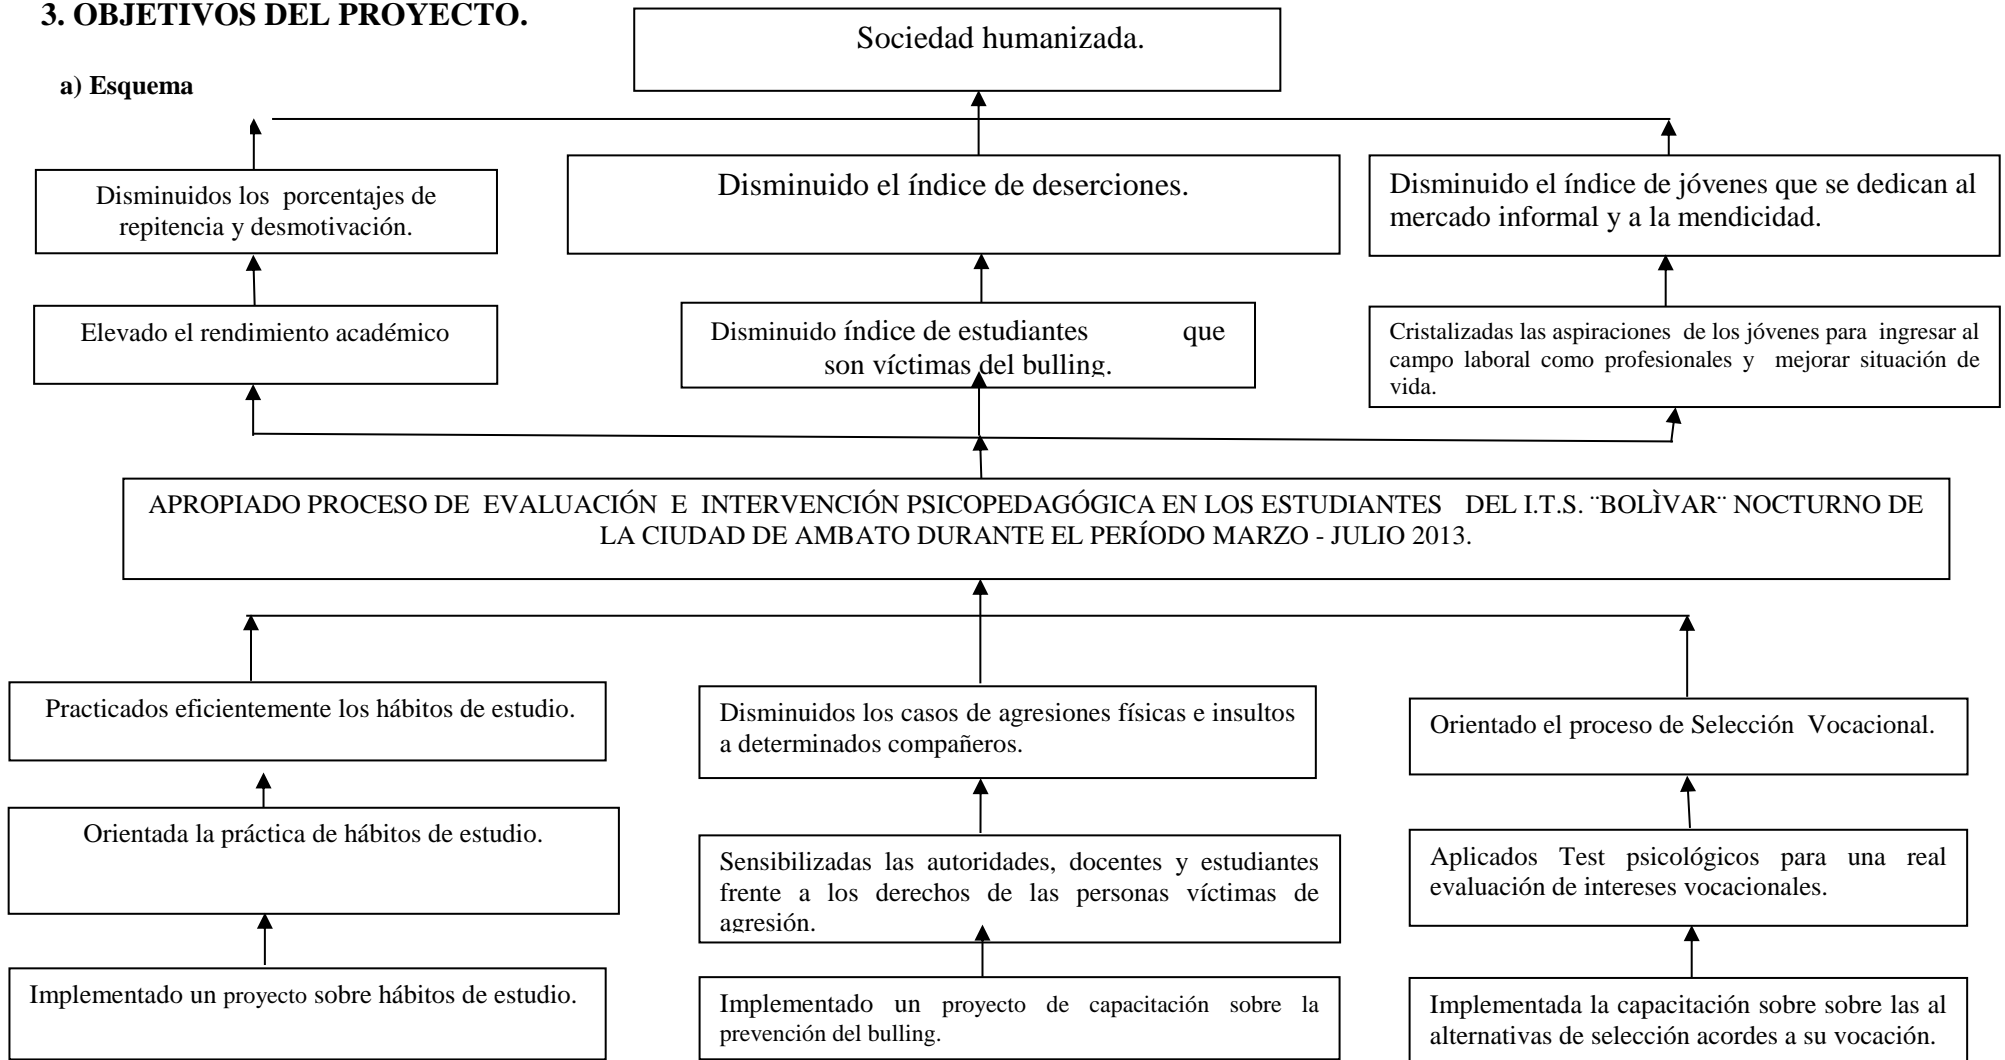 3. OBJETIVOS DEL PROYECTO.
Sociedad humanizada.
a) Esquema
Disminuidos los porcentajes de
repitencia y desmotivación.
Disminuido el índice de deserciones.
Disminuido el índice de jóvenes que se dedican al
mercado informal y a la mendicidad.
Elevado el rendimiento académico
Disminuido índice de estudiantes que
son víctimas del bulling.
Cristalizadas las aspiraciones de los jóvenes para ingresar al
campo laboral como profesionales y mejorar situación de
vida.
APROPIADO PROCESO DE EVALUACIÓN E INTERVENCIÓN PSICOPEDAGÓGICA EN LOS ESTUDIANTES DEL I.T.S. ¨BOLÌVAR¨ NOCTURNO DE
LA CIUDAD DE AMBATO DURANTE EL PERÍODO MARZO - JULIO 2013.
Practicados eficientemente los hábitos de estudio.
Disminuidos los casos de agresiones físicas e insultos
a determinados compañeros.
Orientado el proceso de Selección Vocacional.
Orientada la práctica de hábitos de estudio.
Sensibilizadas las autoridades, docentes y estudiantes
frente a los derechos de las personas víctimas de
agresión.
Aplicados Test psicológicos para una real
evaluación de intereses vocacionales.
Implementado un proyecto sobre hábitos de estudio.
Implementado un proyecto de capacitación sobre la
prevención del bulling.
Implementada la capacitación sobre sobre las al
alternativas de selección acordes a su vocación.